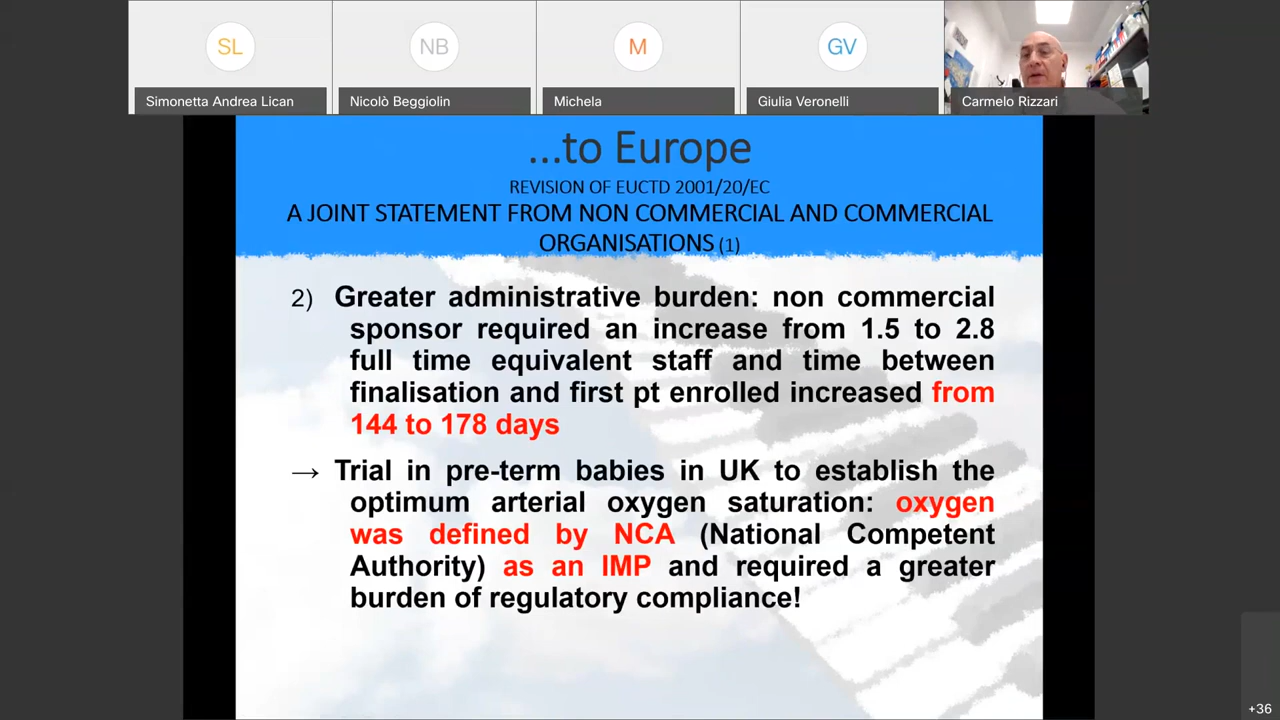 SL
NB
M
GV
Simonetta Andrea Lican
Nicolò Beggiolin
Michela
Giulia Veronelli
Carmelo Rizzari
...to Europe
REVISION OF EUCTD 2001/20/EC
A JOINT STATEMENT FROM NON COMMERCIAL AND COMMERCIAL
ORGANISATIONS (1)
2) Greater administrative burden: non commercial
sponsor required an increase from 1.5 to 2.8
full time equivalent staff and time between
finalisation and first pt enrolled increased from
144 to 178 days
→ Trial in pre-term babies in UK to establish the
optimum arterial oxygen saturation: oxygen
was defined by NCA (National Competent
Authority) as an IMP and required a greater
burden of regulatory compliance!
+36